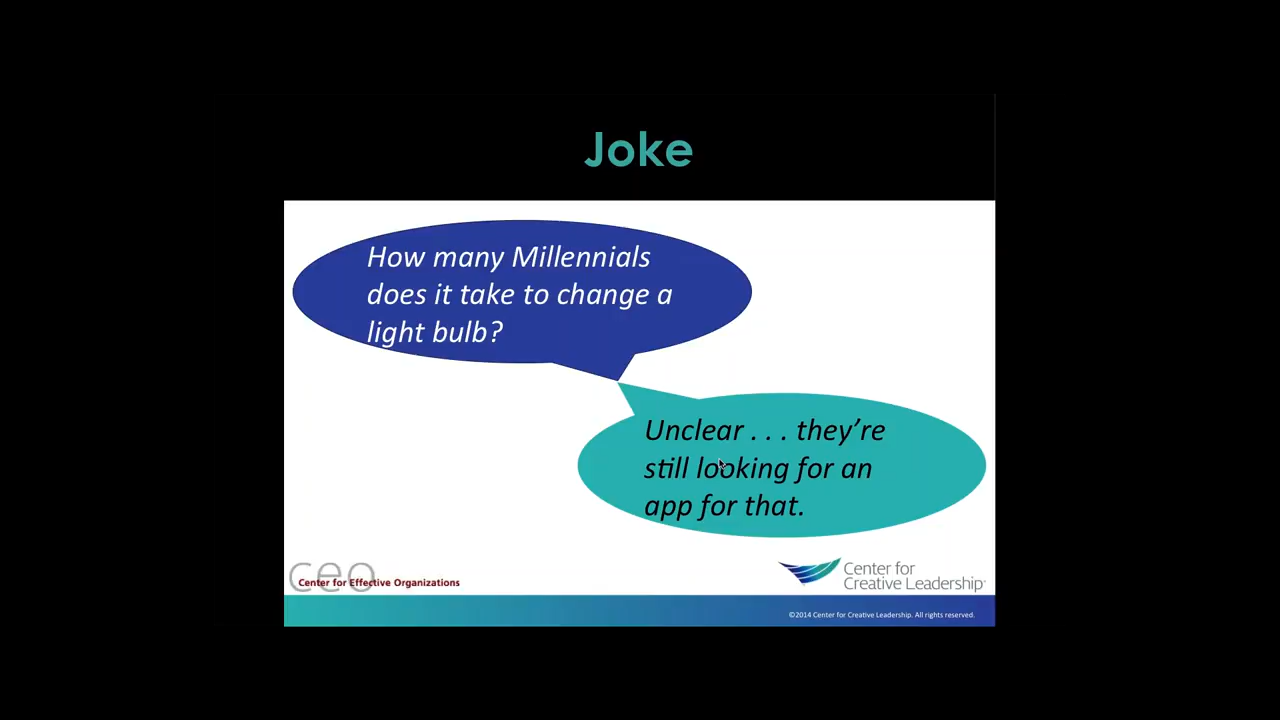 Joke
How many Millennials
does it take to change a
light bulb?
Unclear . . . they’re
still looking for an
app for that.
ceo
Center for Effective Organizations
Center for
Creative Leadership
©2014 Center for Creative Leadership. All rights reserved.